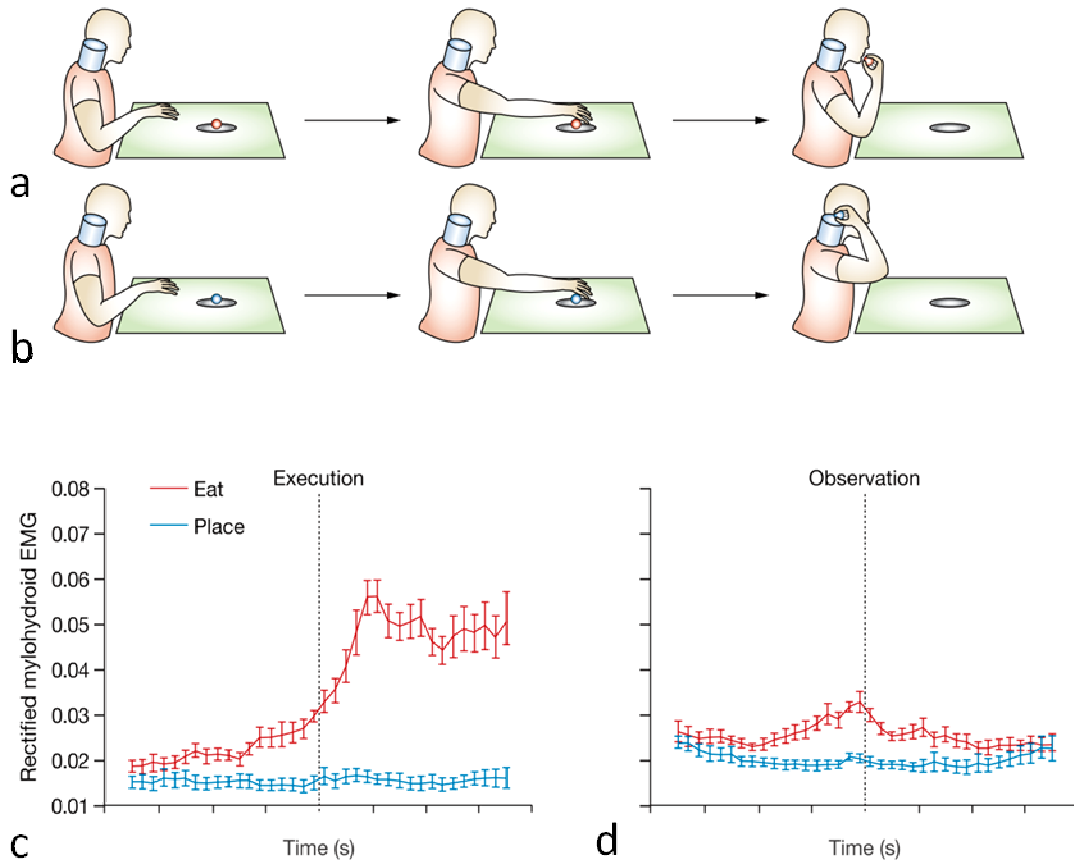 a
b
Execution
Observation
0.08
0.07
0.06
0.05
0.04
0.03
0.02
0.01
Eat
Place
Rectified mylohydroid EMG
c
Time (s)
d
Time (s)